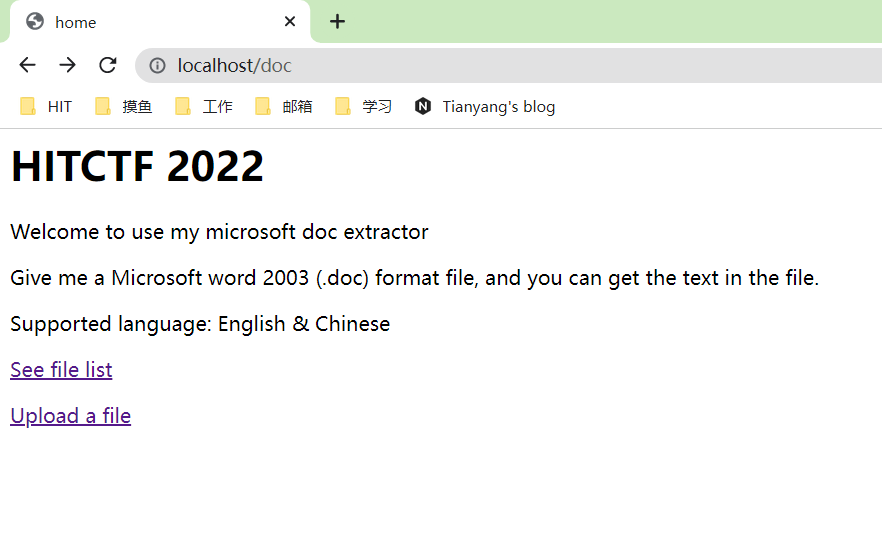 home
localhost/doc
HIT 摸鱼 工作 邮箱 学习 N Tianyang's blog
HITCTF 2022
Welcome to use my microsoft doc extractor
Give me a Microsoft word 2003 (.doc) format file, and you can get the text in the file.
Supported language: English & Chinese
See file list
Upload a file